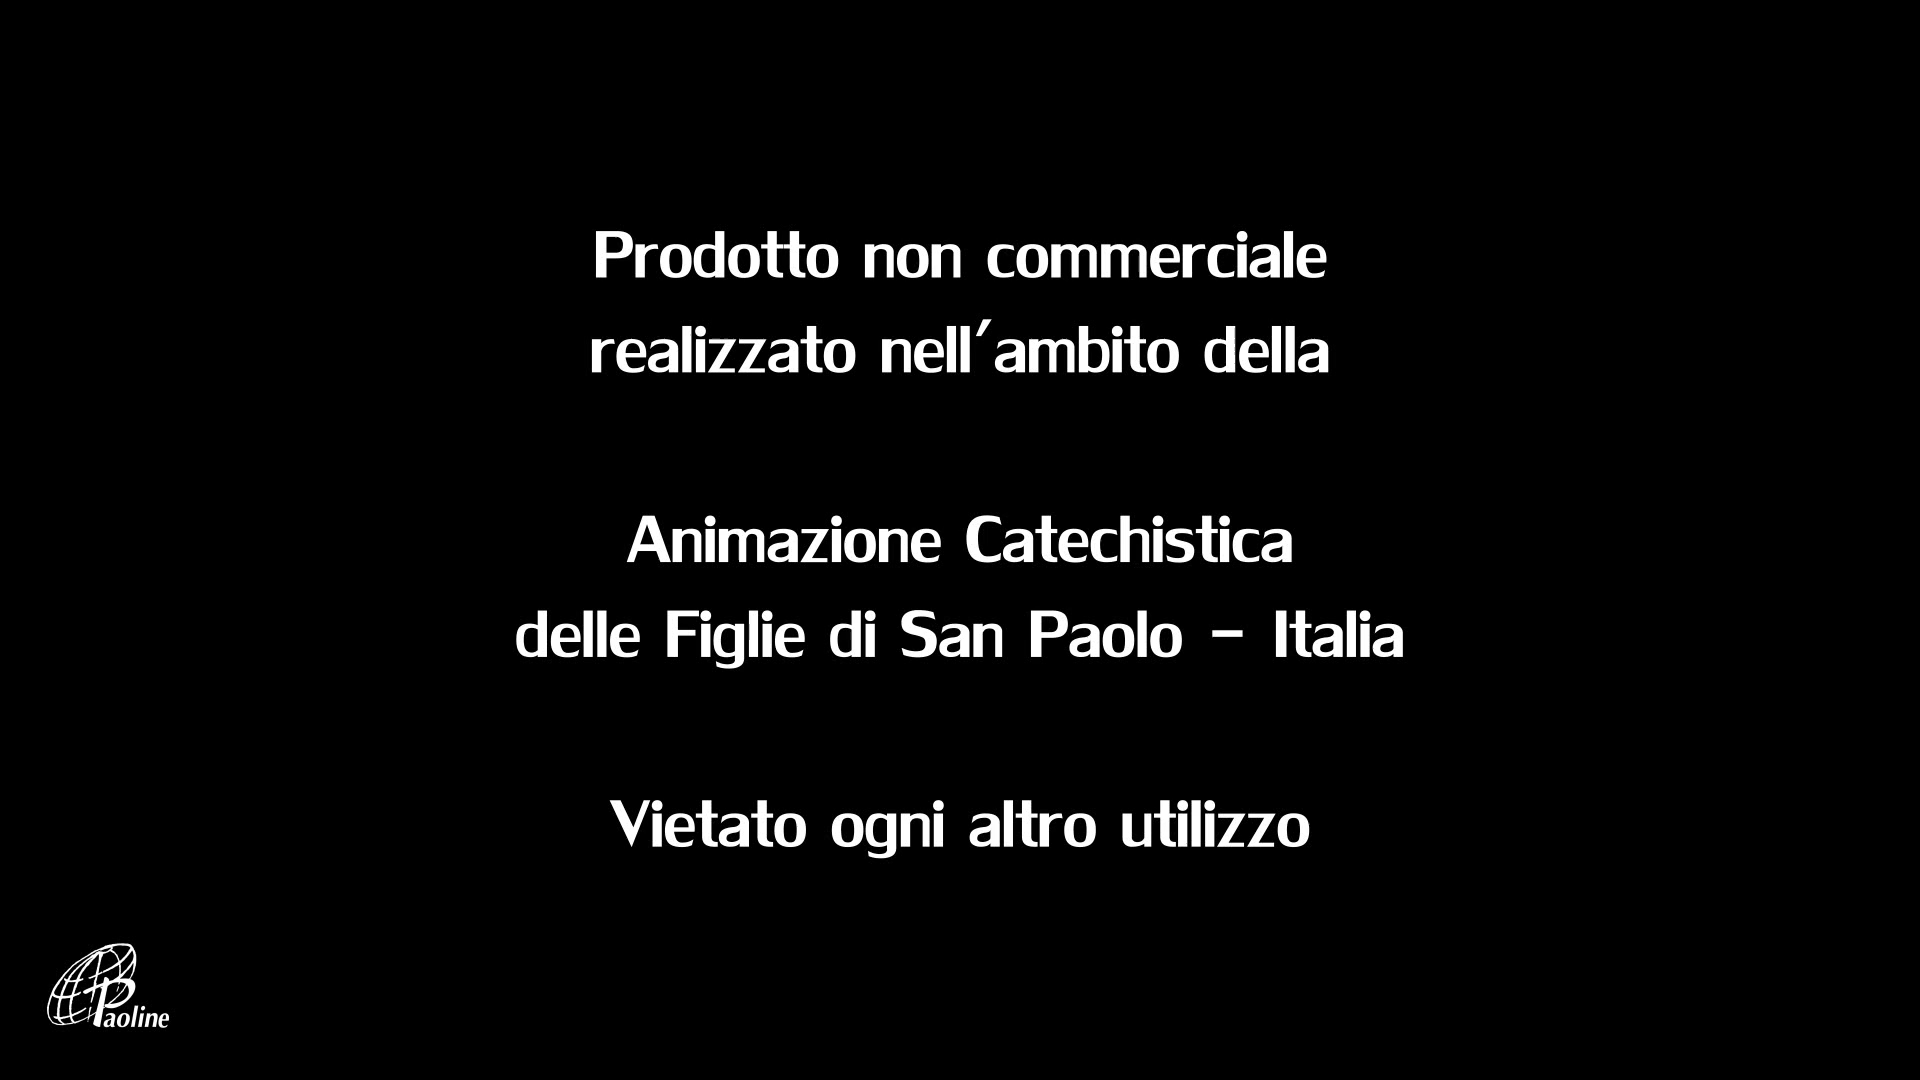 Prodotto non commerciale
realizzato nell'ambito della
Animazione Catechistica
delle Figlie di San Paolo - Italia
Vietato ogni altro utilizzo
Paoline